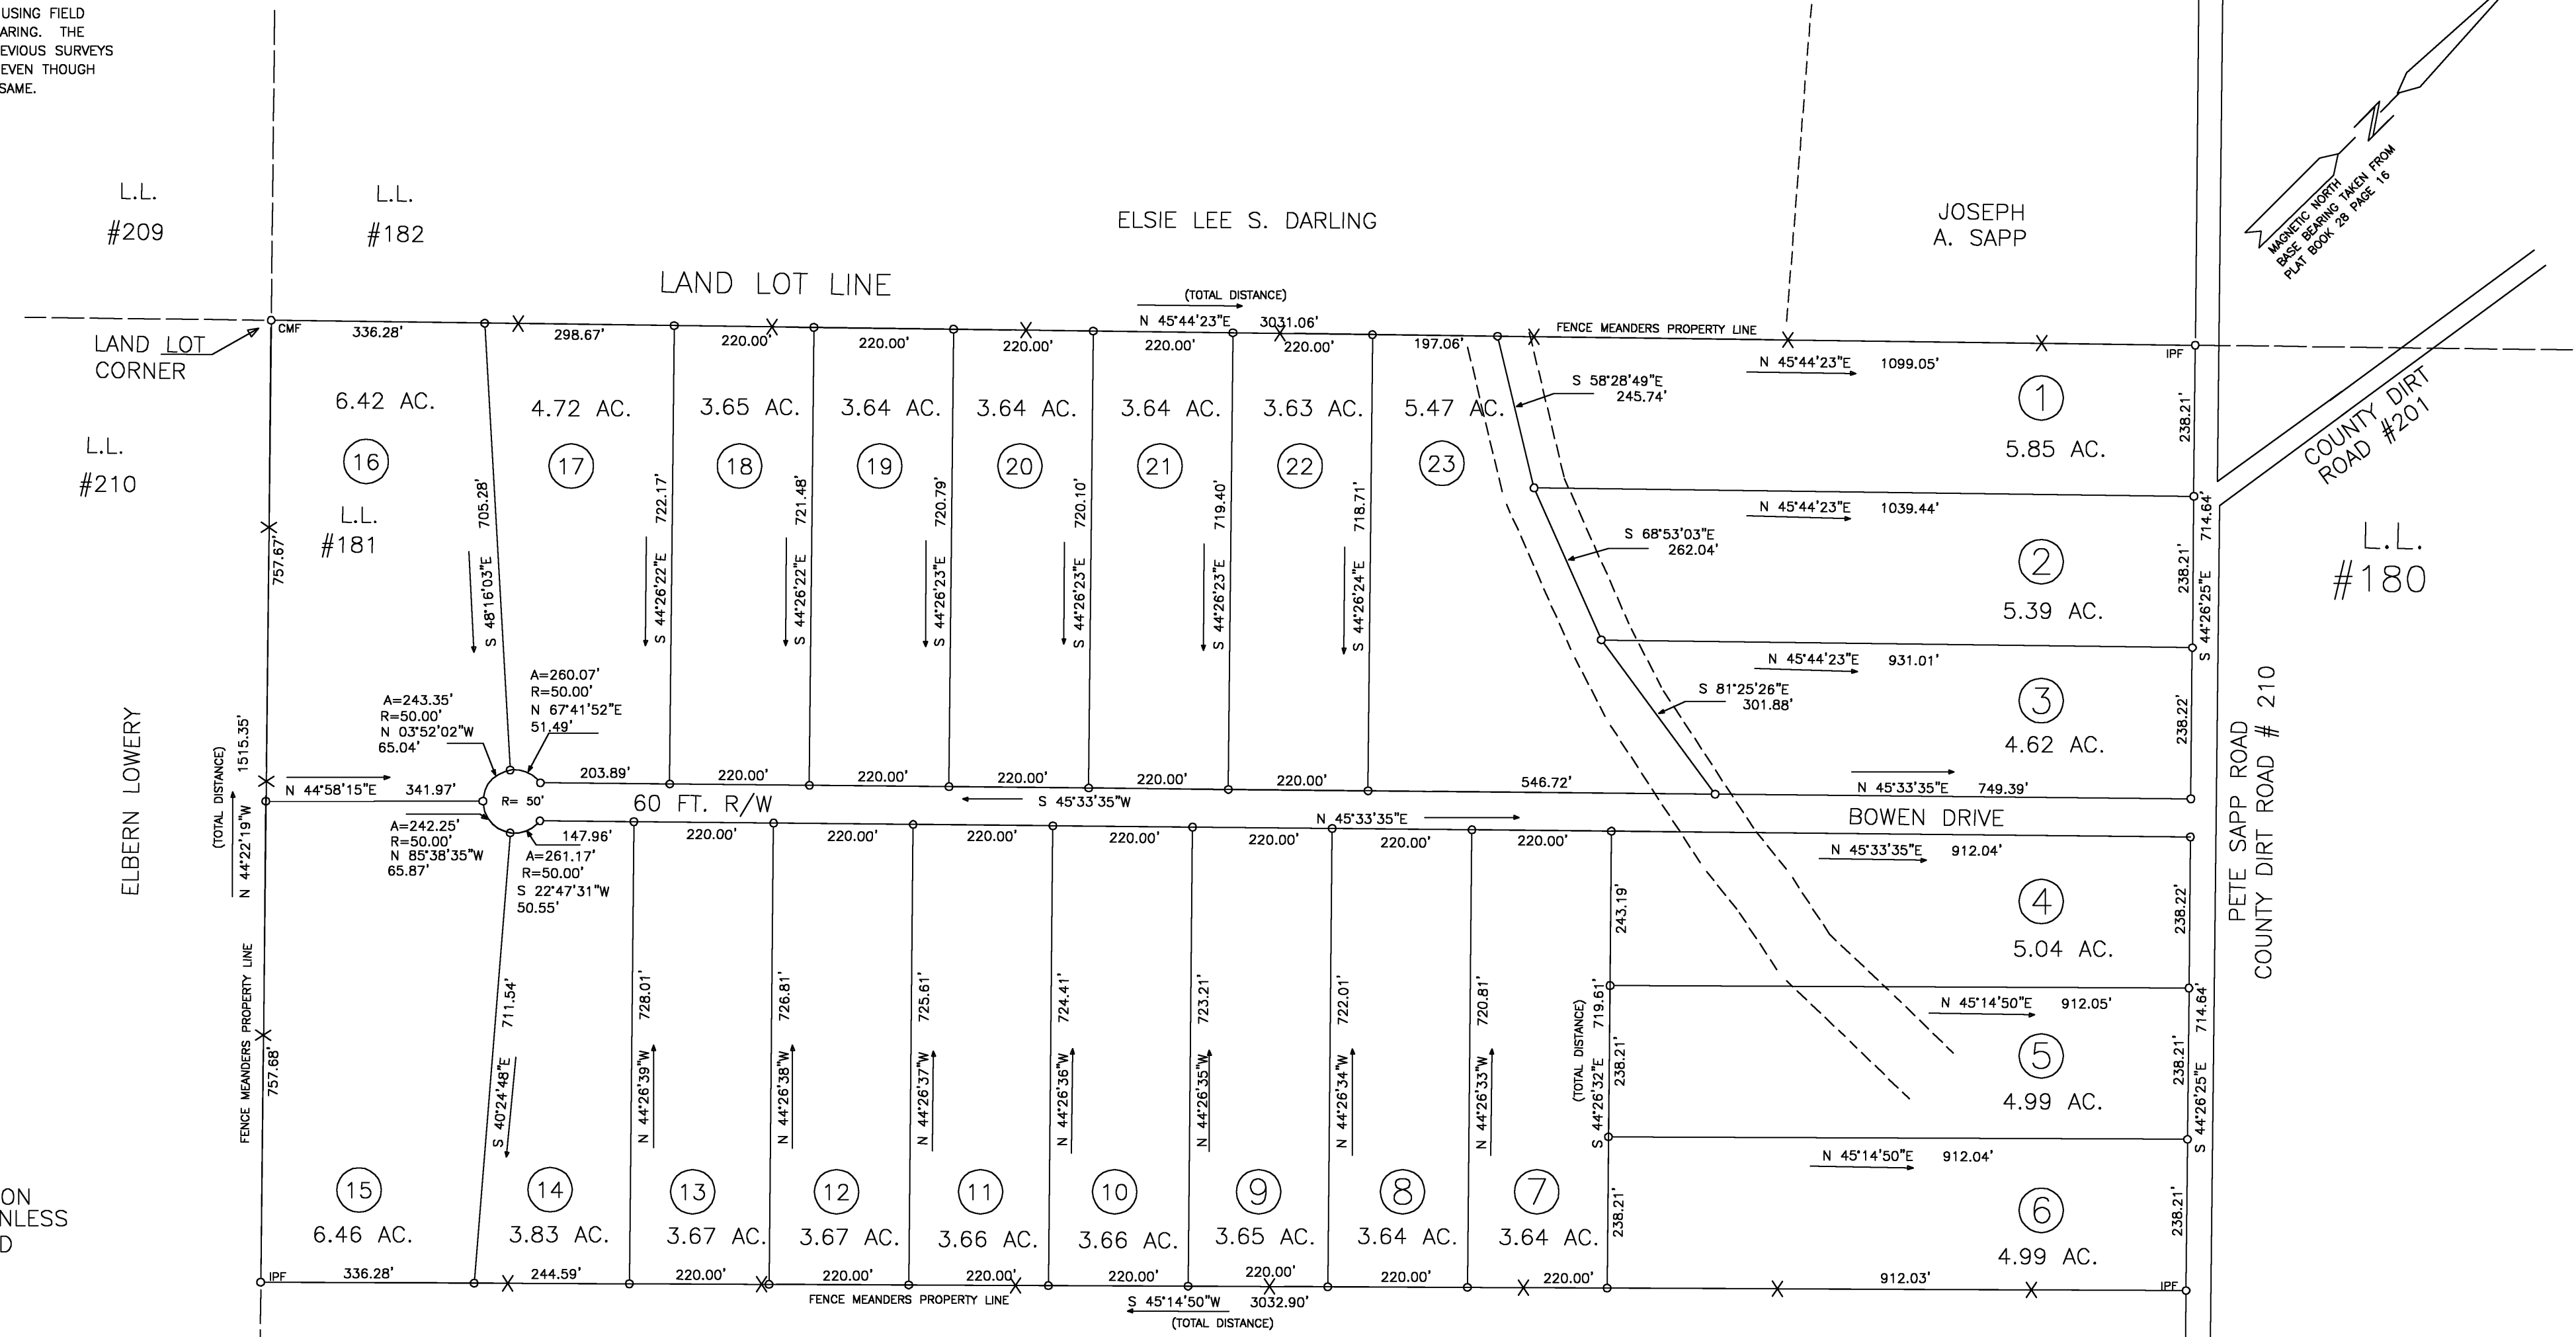 USING FIELD
ARING. THE
EVIOUS SURVEYS
EVEN THOUGH
SAME.
L.L.
#209
L.L.
#182
ELSIE LEE S. DARLING
JOSEPH
A. SAPP
MAGNETIC NORTH
BASE BEARING TAKEN FROM
PLAT BOOK 28 PAGE 16
N
LAND LOT LINE
(TOTAL DISTANCE)
N 45°44'23"E 3031.06'
FENCE MEANDERS PROPERTY LINE
CMF
336.28'
298.67'
220.00'
220.00'
220.00'
220.00'
220.00'
197.06'
IPF
LAND LOT
CORNER
N 45°44'23"E 1099.05'
S 58°28'49"E
245.74'
6.42 AC.
4.72 AC.
3.65 AC.
3.64 AC.
3.64 AC.
3.64 AC.
3.63 AC.
5.47 AC.
1
5.85 AC.
238.21'
COUNTY DIRT
ROAD #201
L.L.
#210
16
17
18
19
20
21
22
23
L.L.
#181
757.67'
705.28'
S 48°16'03"E
722.17'
S 44°26'22"E
721.48'
S 44°26'22"E
720.79'
S 44°26'23"E
720.10'
S 44°26'23"E
719.40'
S 44°26'23"E
718.71'
S 44°26'24"E
N 45°44'23"E 1039.44'
S 68°53'03"E
262.04'
2
5.39 AC.
238.21'
714.64'
S 44°26'25"E
L.L.
#180
N 45°44'23"E 931.01'
S 81°25'26"E
301.88'
3
4.62 AC.
238.22'
A=260.07'
R=50.00'
N 67°41'52"E
51.49'
A=243.35'
R=50.00'
N 03°52'02"W
65.04'
ELBERN LOWERY
(TOTAL DISTANCE)
1515.35'
N 44°22'19"W
N 44°58'15"E 341.97'
R= 50'
203.89'
220.00'
220.00'
220.00'
220.00'
220.00'
546.72'
N 45°33'35"E 749.39'
60 FT. R/W
S 45°33'35"W
N 45°33'35"E
BOWEN DRIVE
PETE SAPP ROAD
COUNTY DIRT ROAD # 210
A=242.25'
R=50.00'
N 85°38'35"W
65.87'
147.96'
A=261.17'
R=50.00'
S 22°47'31"W
50.55'
220.00'
220.00'
220.00'
220.00'
220.00'
220.00'
220.00'
N 45°33'35"E 912.04'
4
5.04 AC.
243.19'
238.22'
FENCE MEANDERS PROPERTY LINE
757.68'
711.54'
S 40°24'48"E
728.01'
N 44°26'39"W
726.81'
N 44°26'38"W
725.61'
N 44°26'37"W
724.41'
N 44°26'36"W
723.21'
N 44°26'35"W
722.01'
N 44°26'34"W
720.81'
N 44°26'33"W
(TOTAL DISTANCE)
719.61'
S 44°26'32"E
238.21'
N 45°14'50"E 912.05'
5
4.99 AC.
238.21'
714.64'
S 44°26'25"E
N 45°14'50"E 912.04'
238.21'
6
4.99 AC.
238.21'
15
14
13
12
11
10
9
8
7
6.46 AC.
3.83 AC.
3.67 AC.
3.67 AC.
3.66 AC.
3.66 AC.
3.65 AC.
3.64 AC.
3.64 AC.
ON
NLESS
D
IPF
336.28'
244.59'
220.00'
220.00'
220.00'
220.00'
220.00'
220.00'
220.00'
912.03'
IPF
FENCE MEANDERS PROPERTY LINE
S 45°14'50"W 3032.90'
(TOTAL DISTANCE)